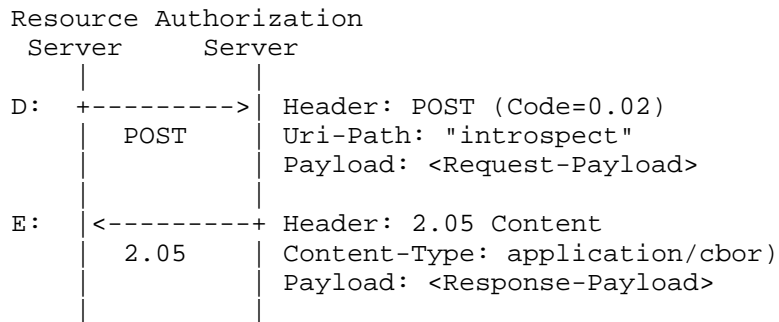 Resource Authorization
Server Server
D: +--------->| Header: POST (Code=0.02)
| POST | Uri-Path: "introspect"
| | Payload: <Request-Payload>
E: |<---------+ Header: 2.05 Content
| 2.05 | Content-Type: application/cbor)
| | Payload: <Response-Payload>